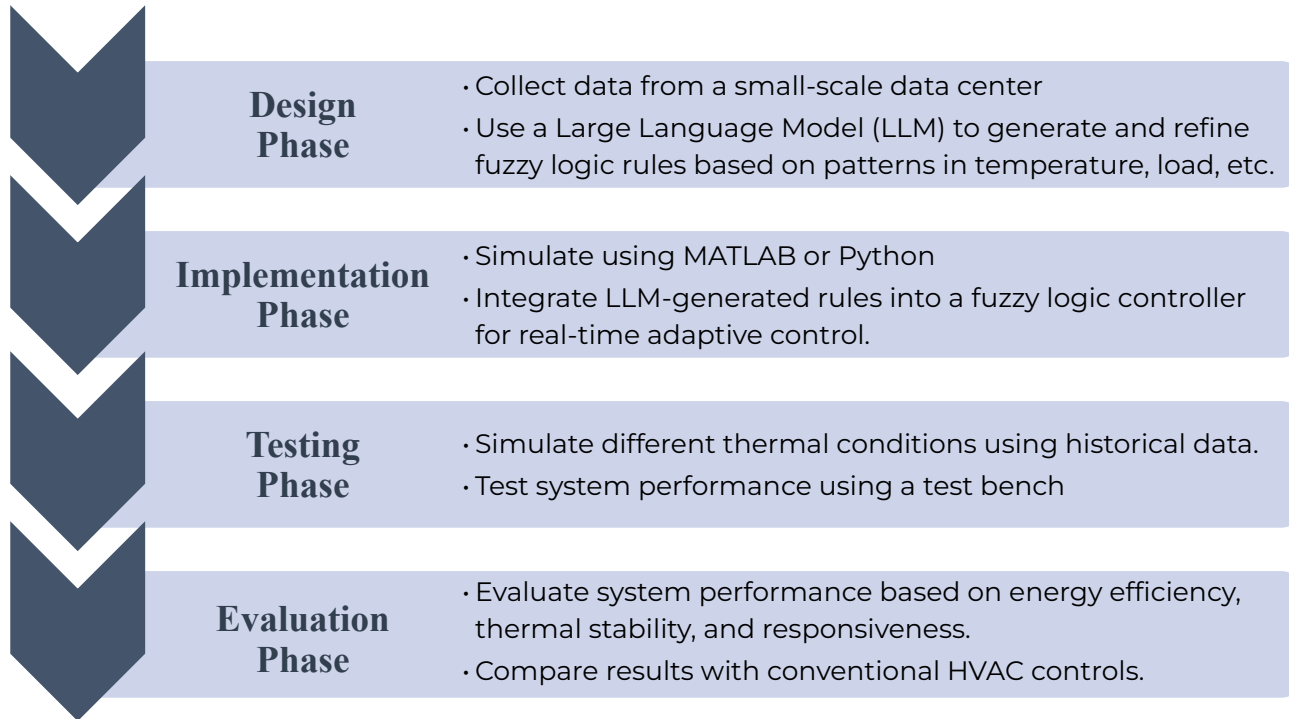 Design
Phase
· Collect data from a small-scale data center
· Use a Large Language Model (LLM) to generate and refine
fuzzy logic rules based on patterns in temperature, load, etc.
Implementation
Phase
· Simulate using MATLAB or Python
· Integrate LLM-generated rules into a fuzzy logic controller
for real-time adaptive control.
Testing
Phase
· Simulate different thermal conditions using historical data.
· Test system performance using a test bench
Evaluation
Phase
· Evaluate system performance based on energy efficiency,
thermal stability, and responsiveness.
· Compare results with conventional HVAC controls.